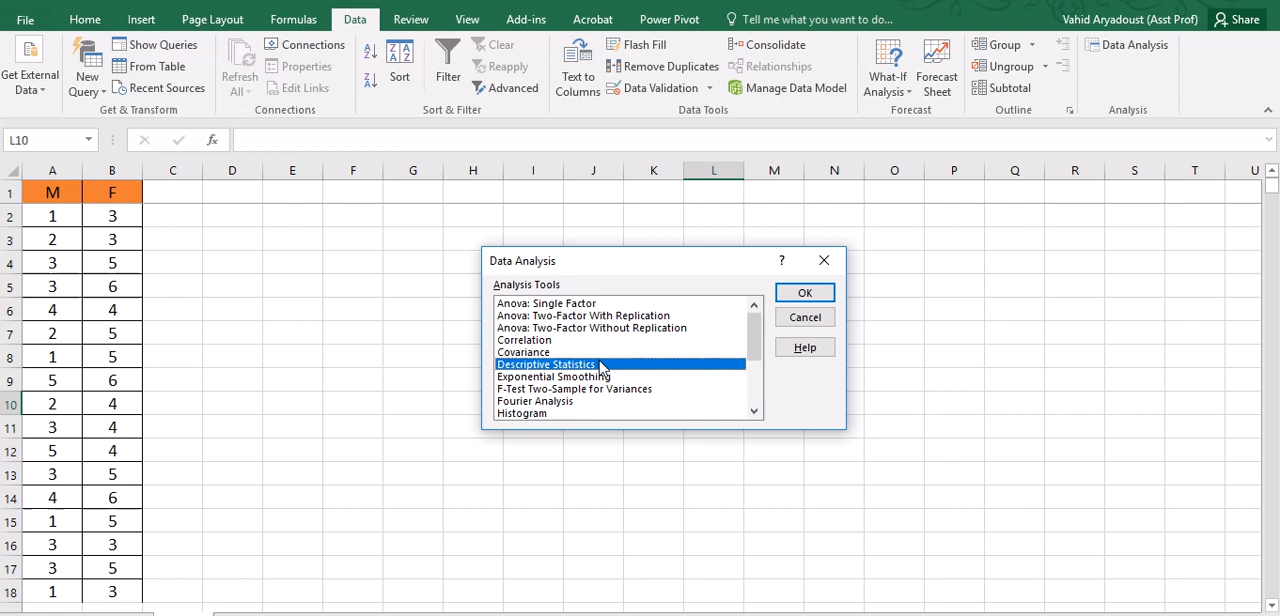 File Home Insert Page Layout Formulas Data Review View Add-ins Acrobat Power Pivot Tell me what you want to do... Vahid Aryadoust (Asst Prof) Share
Get External Data
New Query
Show Queries
From Table
Recent Sources
Get & Transform
Refresh All
Connections
Properties
Edit Links
Connections
Sort
Filter
Clear
Reapply
Advanced
Sort & Filter
Text to Columns
Flash Fill
Remove Duplicates
Data Validation
Consolidate
Relationships
Manage Data Model
Data Tools
What-If Analysis
Forecast Sheet
Forecast
Group
Ungroup
Subtotal
Outline
Data Analysis
Analysis
L10 fx
A B C D E F G H I J K L M N O P Q R S T U
1 M F
2 1 3
3 2 3
4 3 5
5 3 6
6 4 4
7 2 5
8 1 5
9 5 6
10 2 4
11 3 4
12 5 4
13 3 5
14 4 6
15 1 5
16 3 3
17 3 5
18 1 3
Data Analysis ?
Analysis Tools
Anova: Single Factor
Anova: Two-Factor With Replication
Anova: Two-Factor Without Replication
Correlation
Covariance
Descriptive Statistics
Exponential Smoothing
F-Test Two-Sample for Variances
Fourier Analysis
Histogram
OK
Cancel
Help